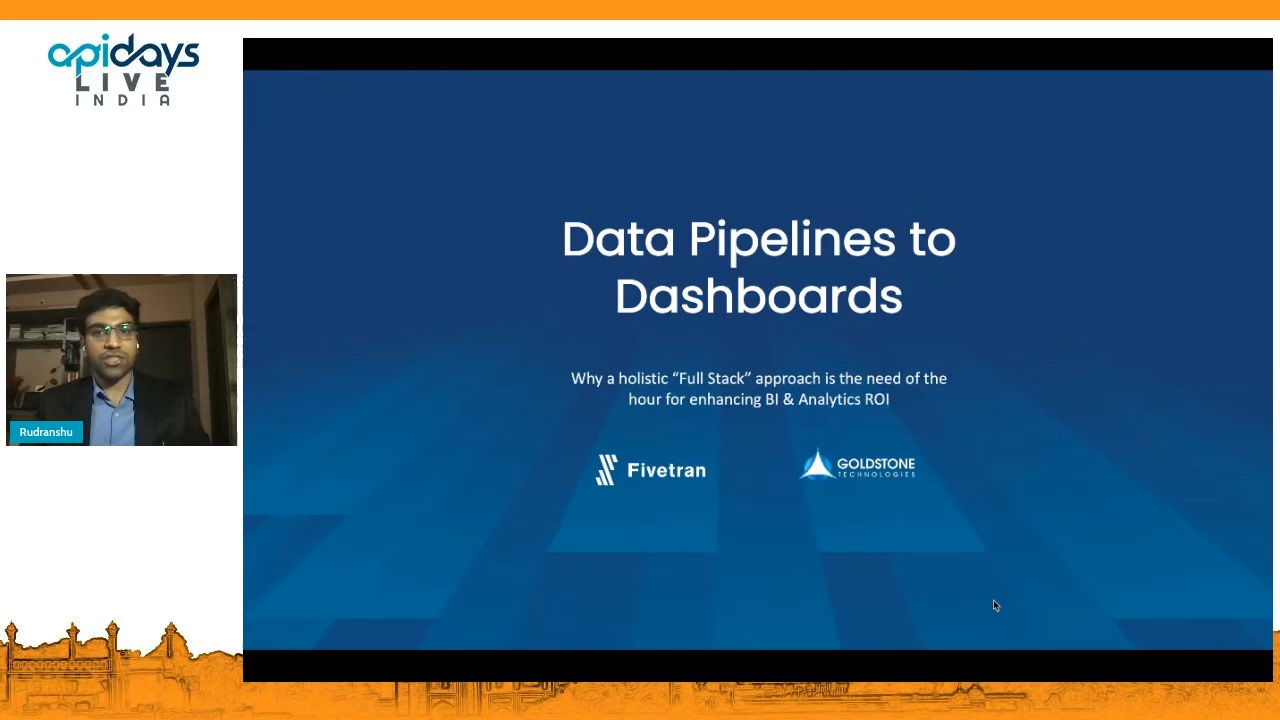 apidays
LIVE
INDIA
Data Pipelines to
Dashboards
Why a holistic “Full Stack” approach is the need of the
hour for enhancing BI & Analytics ROI
Fivetran
GOLDSTONE
TECHNOLOGIES
Rudranshu